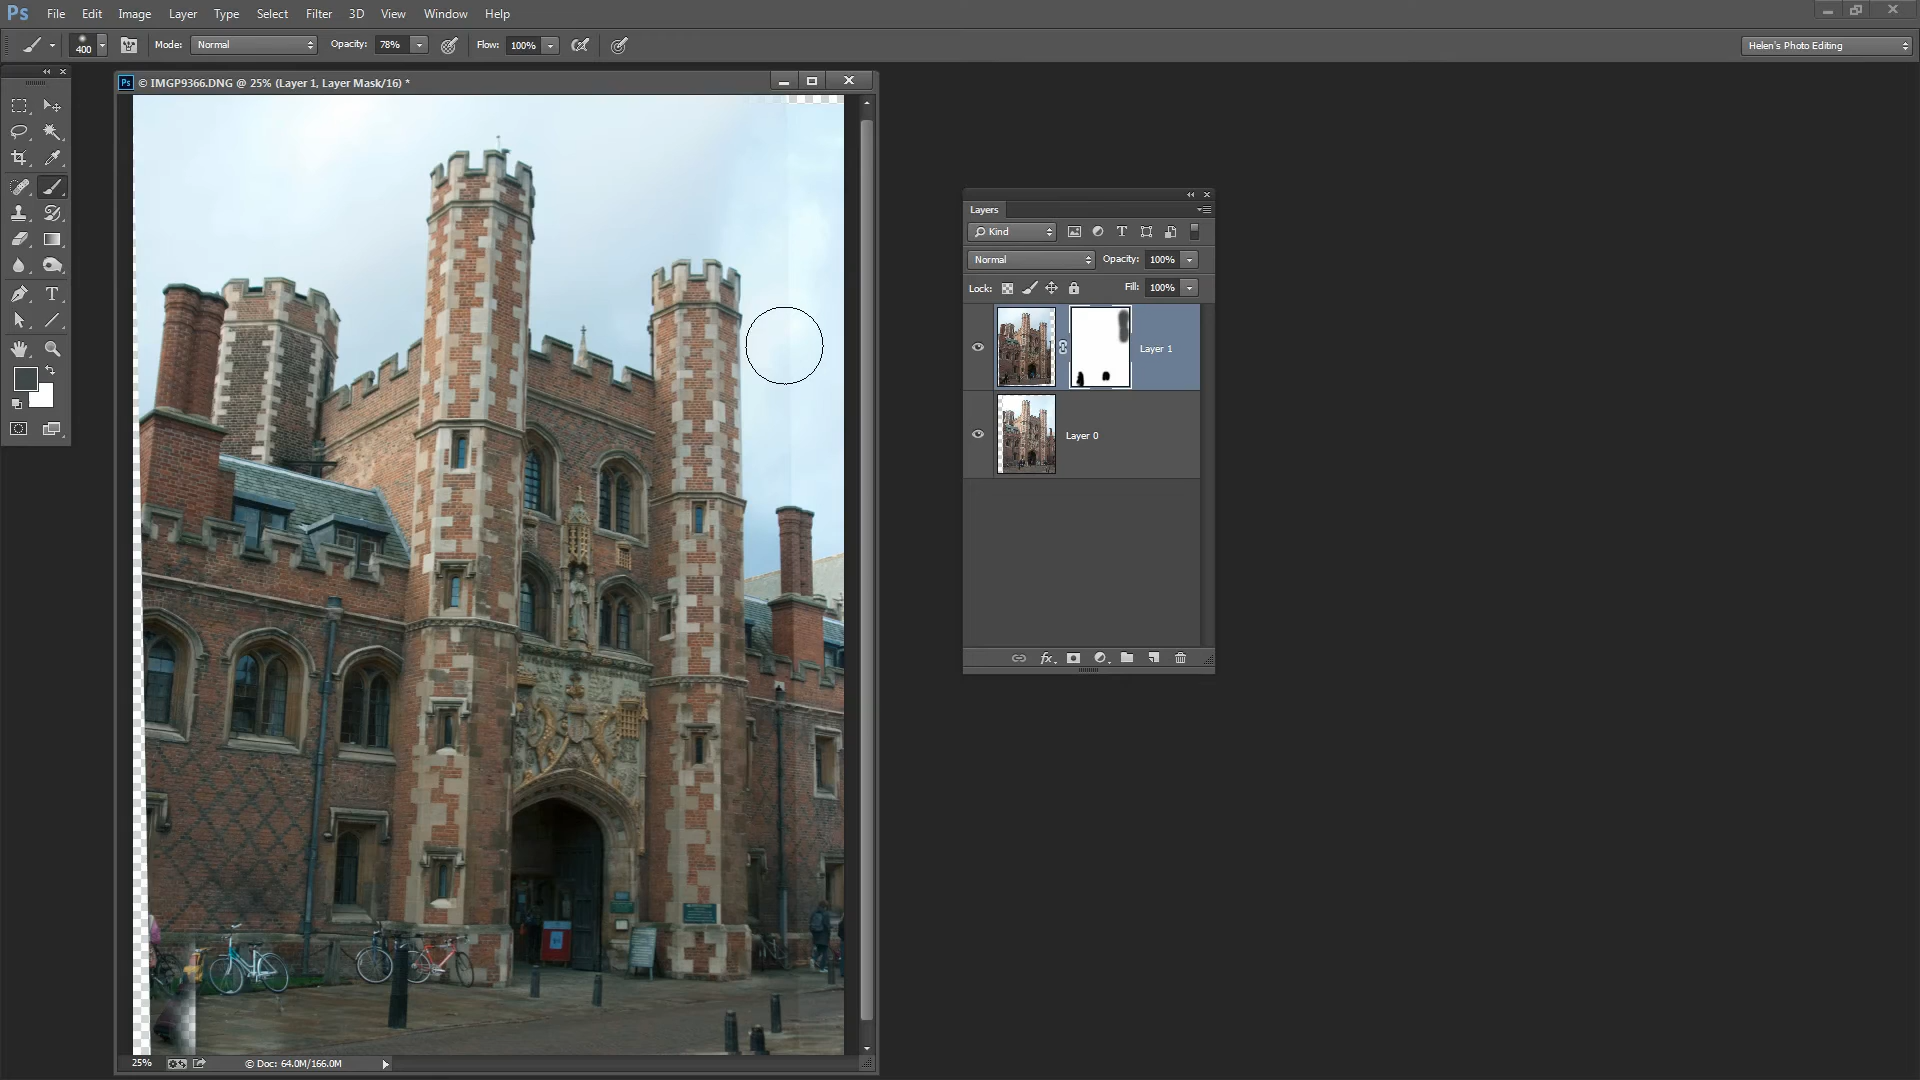 Ps File Edit Image Layer Type Select Filter 3D View Window Help
400 Mode: Normal Opacity: 78% Flow: 100% Helen's Photo Editing
Ps © IMGP9366.DNG @ 25% (Layer 1, Layer Mask/16) *
Layers
Kind T
Normal Opacity: 100%
Lock: Fill: 100%
Layer 1
Layer 0
fx
T
25% © Doc: 64.0M/166.0M